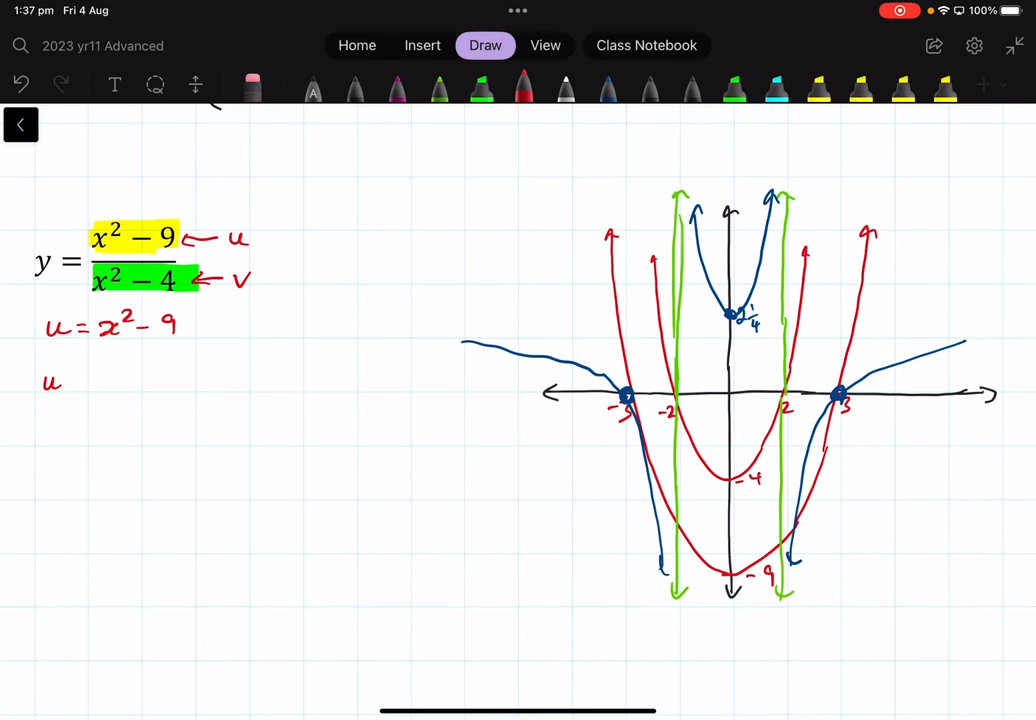 1:37 pm Fri 4 Aug
100%
2023 yr11 Advanced
Home Insert Draw View Class Notebook
T
A
y = x² − 9 / x² − 4
← u
← v
u = x² − 9
u
2¼
-3 -2 2 3
-4
-9